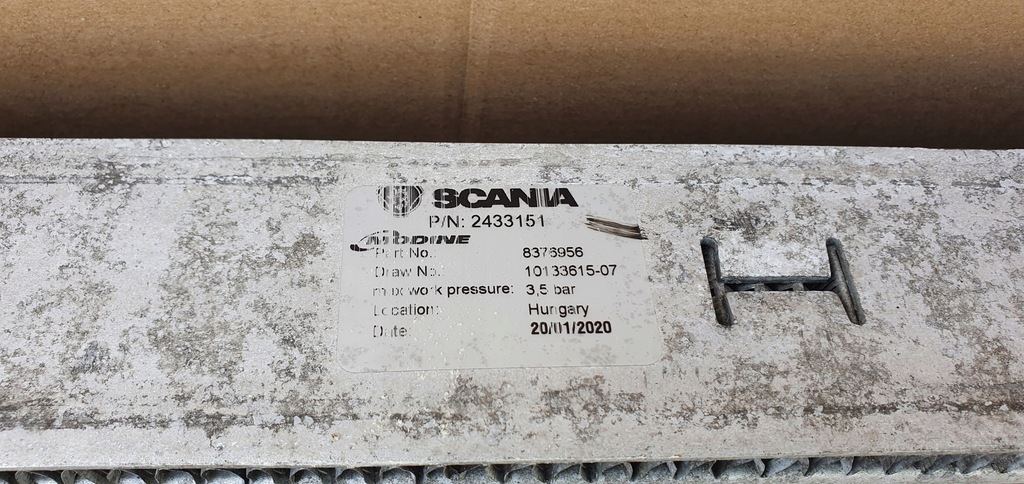 SCANIA
P/N: 2433151
MODINE
Part No.: 8376956
Draw No.: 10133615-07
max work pressure: 3,5 bar
Location: Hungary
Date: 20/01/2020